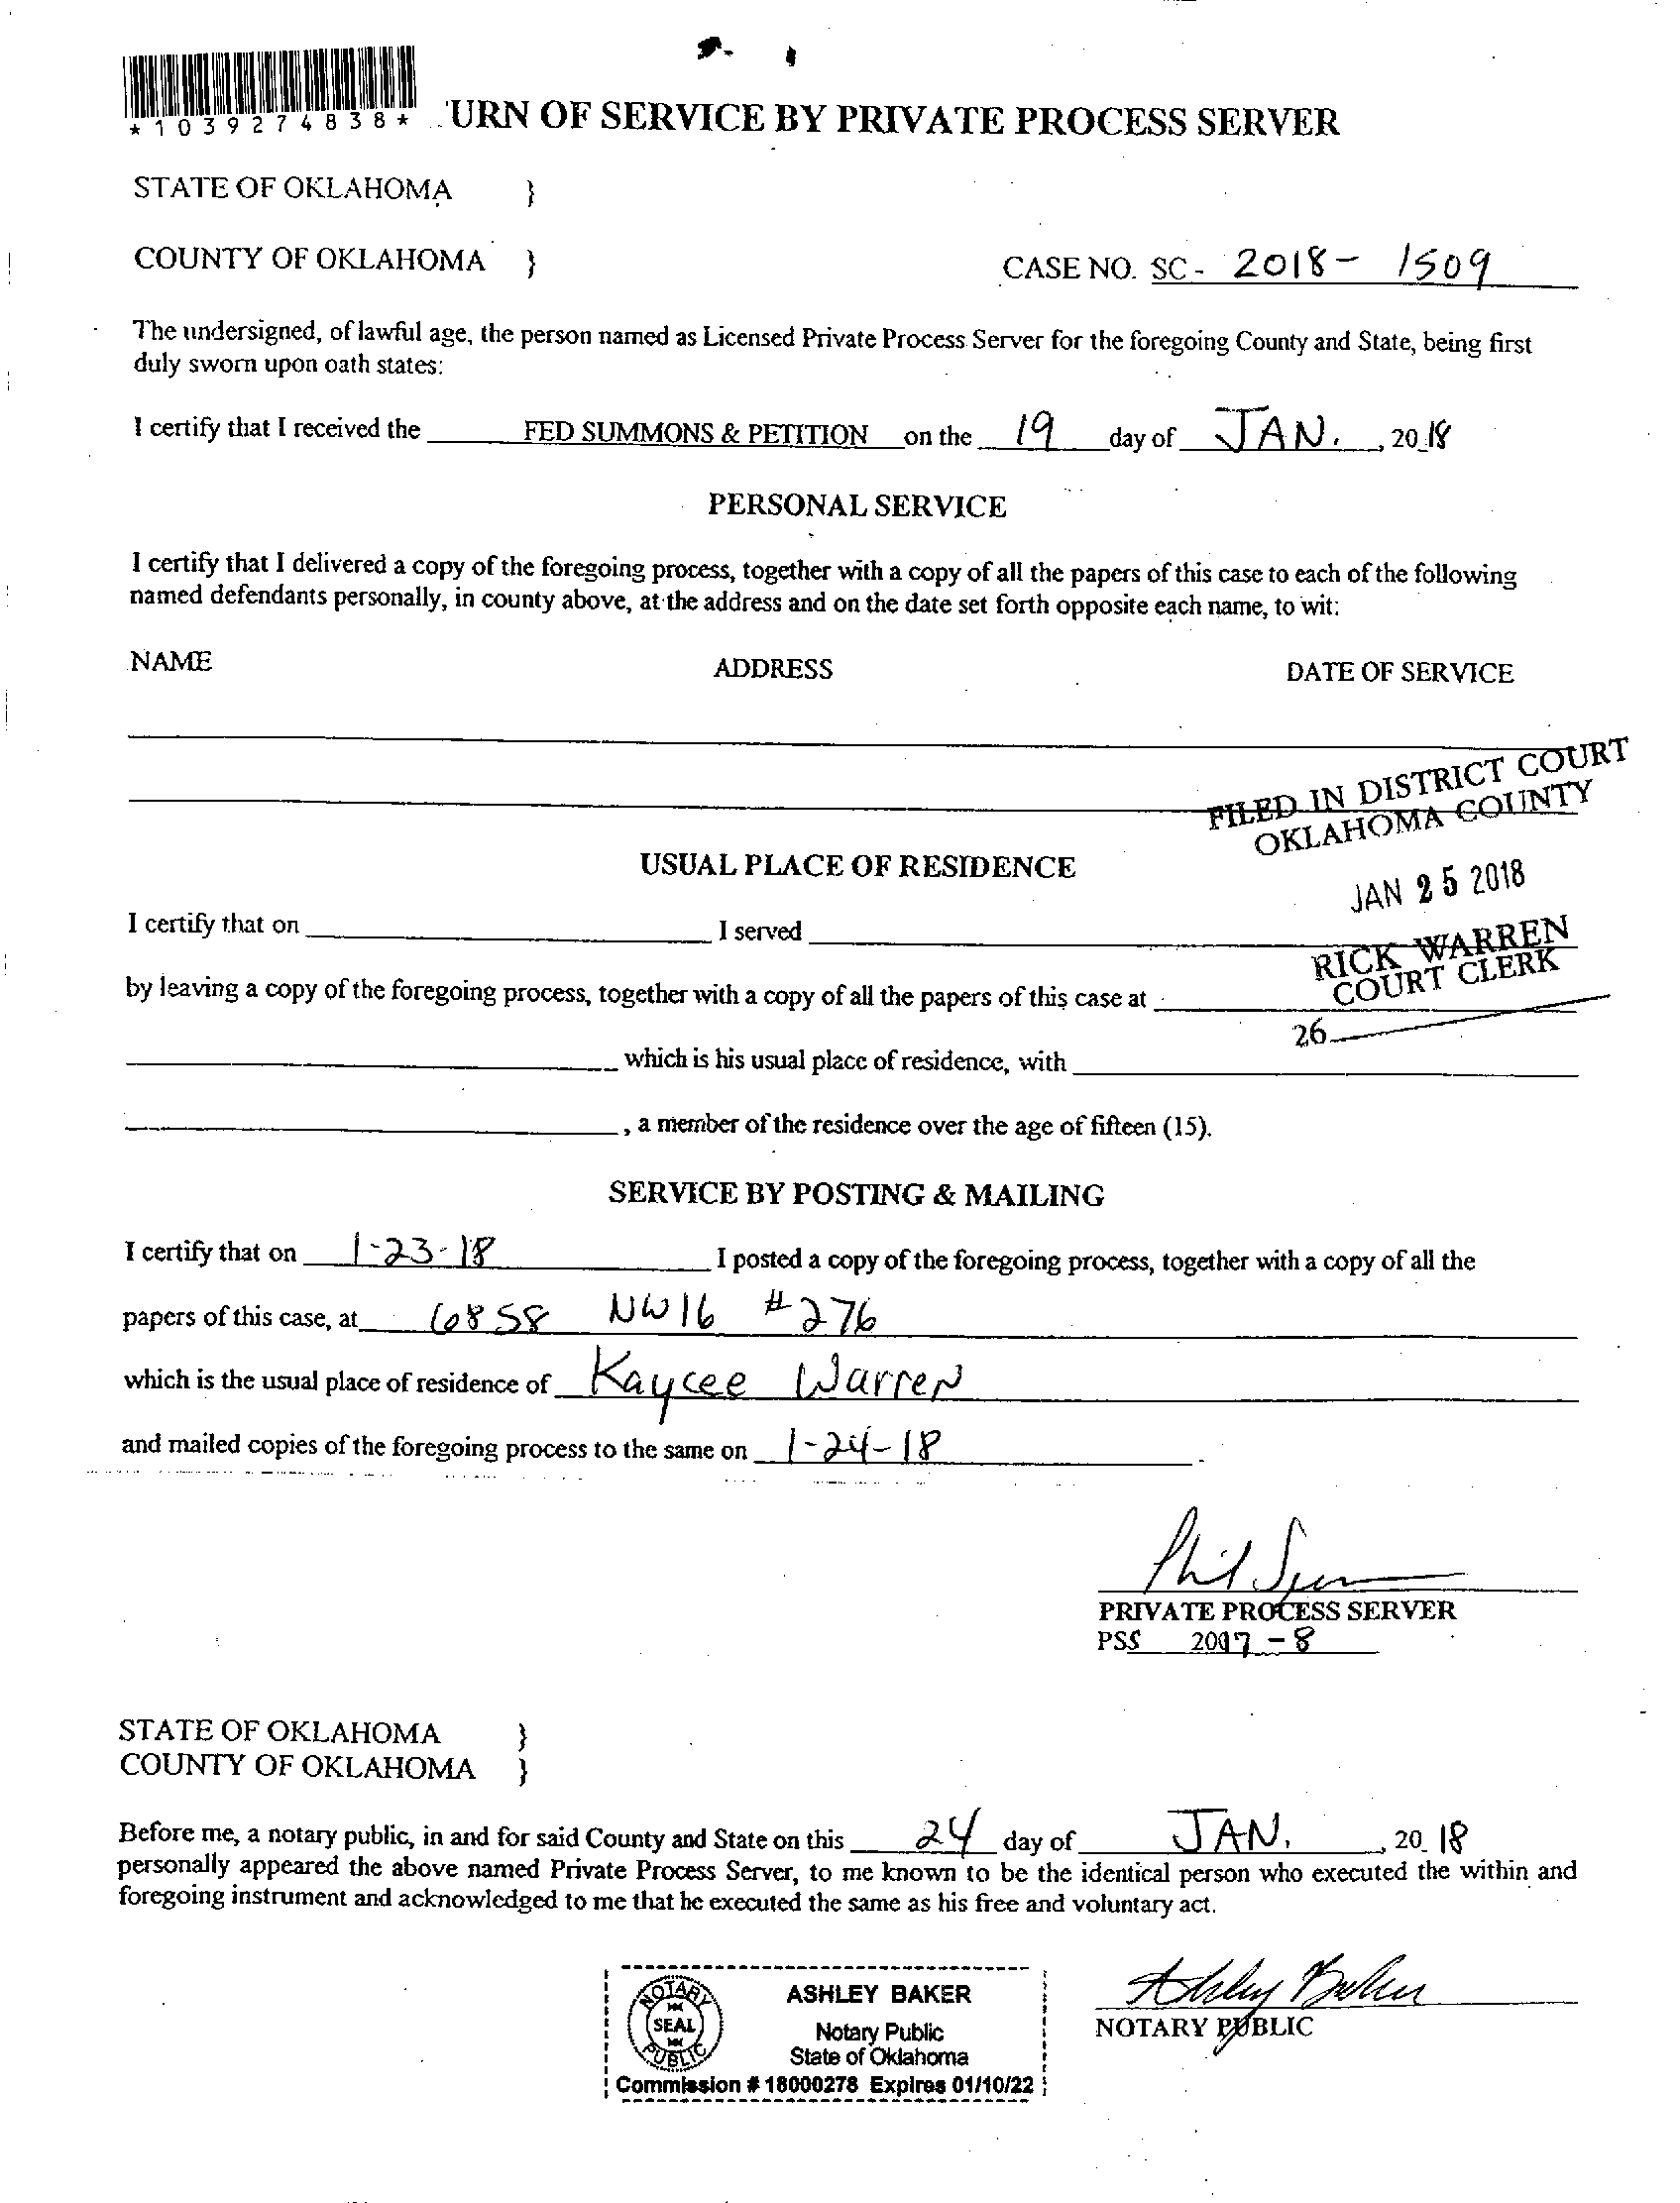 *1039274838*
URN OF SERVICE BY PRIVATE PROCESS SERVER
STATE OF OKLAHOMA }
COUNTY OF OKLAHOMA }
CASE NO. SC- 2018- 1509
The undersigned, of lawful age, the person named as Licensed Private Process Server for the foregoing County and State, being first
duly sworn upon oath states:
I certify that I received the FED SUMMONS & PETITION on the 19 day of JAN. , 20 18
PERSONAL SERVICE
I certify that I delivered a copy of the foregoing process, together with a copy of all the papers of this case to each of the following
named defendants personally, in county above, at the address and on the date set forth opposite each name, to wit:
NAME ADDRESS DATE OF SERVICE
FILED IN DISTRICT COURT
OKLAHOMA COUNTY
JAN 25 2018
RICK WARREN
COURT CLERK
26
USUAL PLACE OF RESIDENCE
I certify that on I served
by leaving a copy of the foregoing process, together with a copy of all the papers of this case at
which is his usual place of residence, with
, a member of the residence over the age of fifteen (15).
SERVICE BY POSTING & MAILING
I certify that on 1-23-18 I posted a copy of the foregoing process, together with a copy of all the
papers of this case, at 6858 NW 16 #276
which is the usual place of residence of Kaycee Warren
and mailed copies of the foregoing process to the same on 1-24-18.
PRIVATE PROCESS SERVER
PSS 2017-8
STATE OF OKLAHOMA }
COUNTY OF OKLAHOMA }
Before me, a notary public, in and for said County and State on this 24 day of JAN. , 20 18
personally appeared the above named Private Process Server, to me known to be the identical person who executed the within and
foregoing instrument and acknowledged to me that he executed the same as his free and voluntary act.
NOTARY PUBLIC SEAL
ASHLEY BAKER
Notary Public
State of Oklahoma
Commission # 18000278 Expires 01/10/22
Ashley Baker
NOTARY PUBLIC